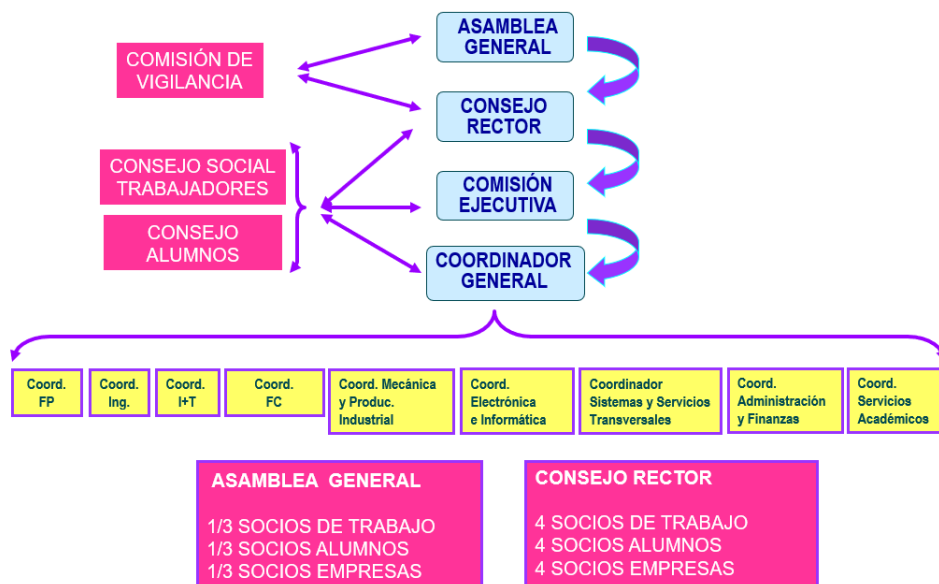 ASAMBLEA
GENERAL
COMISIÓN DE
VIGILANCIA
CONSEJO
RECTOR
CONSEJO SOCIAL
TRABAJADORES
COMISIÓN
EJECUTIVA
CONSEJO
ALUMNOS
COORDINADOR
GENERAL
Coord.
FP
Coord.
Ing.
Coord.
I+T
Coord.
FC
Coord. Mecánica
y Produc.
Industrial
Coord.
Electrónica
e Informática
Coordinador
Sistemas y Servicios
Transversales
Coord.
Administración
y Finanzas
Coord.
Servicios
Académicos
ASAMBLEA GENERAL
1/3 SOCIOS DE TRABAJO
1/3 SOCIOS ALUMNOS
1/3 SOCIOS EMPRESAS
CONSEJO RECTOR
4 SOCIOS DE TRABAJO
4 SOCIOS ALUMNOS
4 SOCIOS EMPRESAS